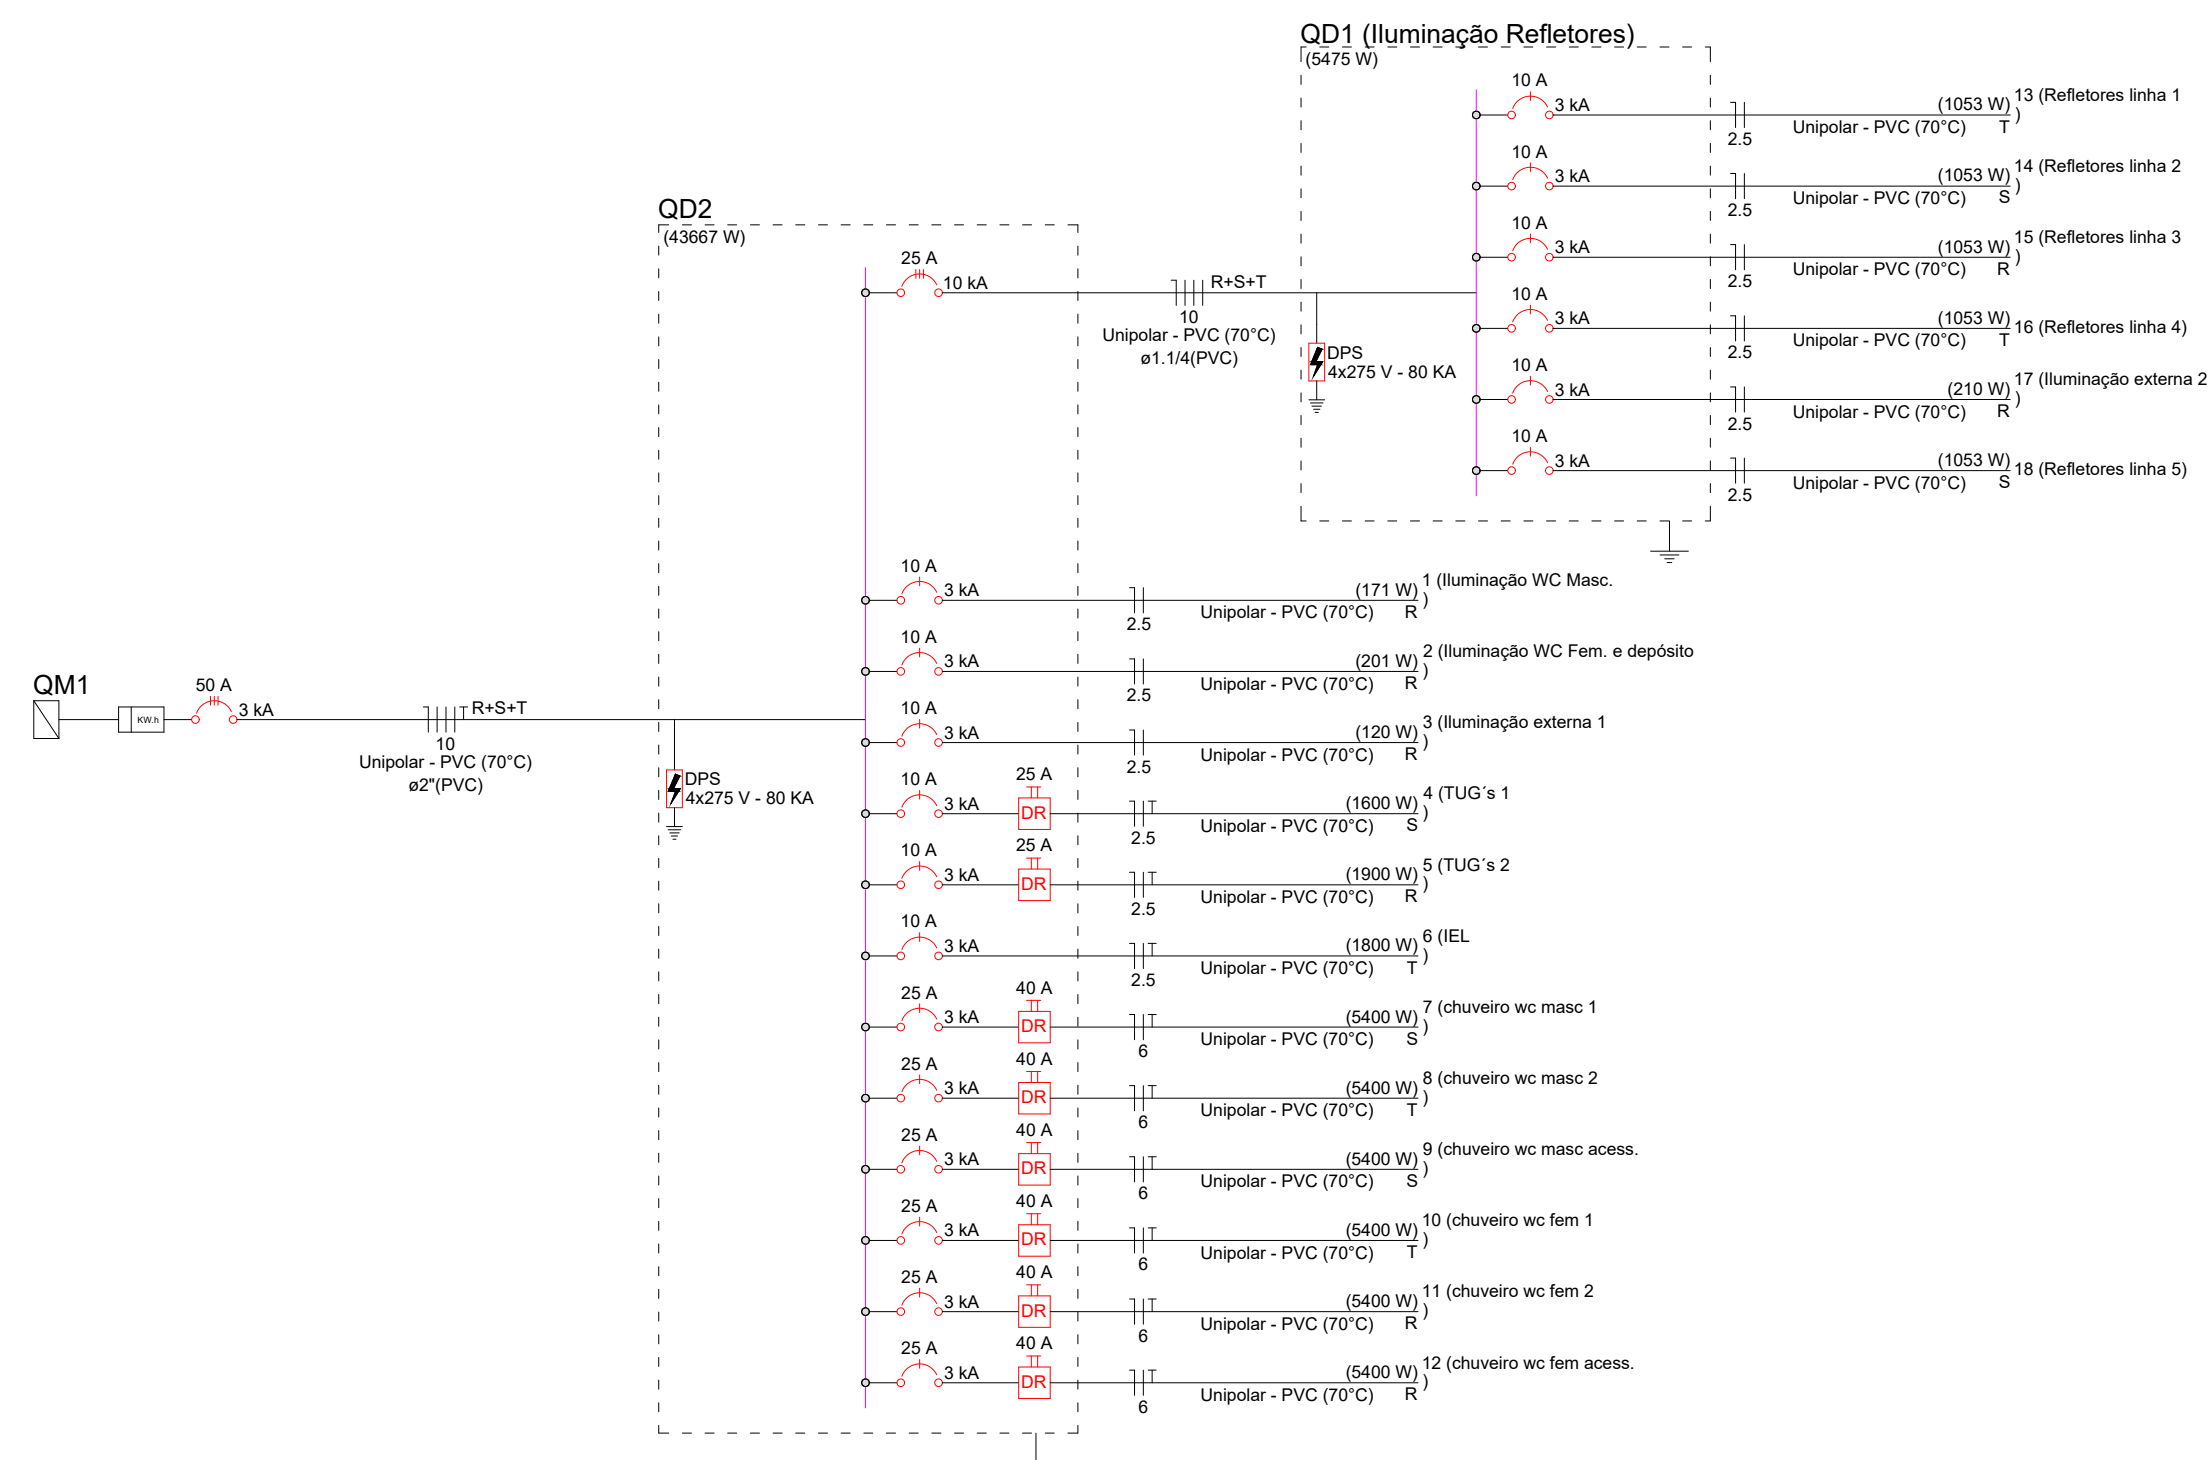 QD1 (Iluminação Refletores)
(5475 W)
10 A
3 kA
2.5
(1053 W)
Unipolar - PVC (70°C)
T
13 (Refletores linha 1
)
10 A
3 kA
2.5
(1053 W)
Unipolar - PVC (70°C)
S
14 (Refletores linha 2
)
10 A
3 kA
2.5
(1053 W)
Unipolar - PVC (70°C)
R
15 (Refletores linha 3
)
10 A
3 kA
2.5
(1053 W)
Unipolar - PVC (70°C)
T
16 (Refletores linha 4)
10 A
3 kA
2.5
(210 W)
Unipolar - PVC (70°C)
R
17 (Iluminação externa 2
)
10 A
3 kA
2.5
(1053 W)
Unipolar - PVC (70°C)
S
18 (Refletores linha 5)
DPS
4x275 V - 80 KA
QD2
(43667 W)
25 A
10 kA
R+S+T
10
Unipolar - PVC (70°C)
ø1.1/4(PVC)
10 A
3 kA
2.5
(171 W)
Unipolar - PVC (70°C)
R
1 (Iluminação WC Masc.
)
10 A
3 kA
2.5
(201 W)
Unipolar - PVC (70°C)
R
2 (Iluminação WC Fem. e depósito
)
QM1
KW.h
50 A
3 kA
R+S+T
10
Unipolar - PVC (70°C)
ø2"(PVC)
DPS
4x275 V - 80 KA
10 A
3 kA
2.5
(120 W)
Unipolar - PVC (70°C)
R
3 (Iluminação externa 1
)
10 A
3 kA
25 A
DR
2.5
(1600 W)
Unipolar - PVC (70°C)
S
4 (TUG´s 1
)
10 A
3 kA
25 A
DR
2.5
(1900 W)
Unipolar - PVC (70°C)
R
5 (TUG´s 2
)
10 A
3 kA
2.5
(1800 W)
Unipolar - PVC (70°C)
T
6 (IEL
)
25 A
3 kA
40 A
DR
6
(5400 W)
Unipolar - PVC (70°C)
S
7 (chuveiro wc masc 1
)
25 A
3 kA
40 A
DR
6
(5400 W)
Unipolar - PVC (70°C)
T
8 (chuveiro wc masc 2
)
25 A
3 kA
40 A
DR
6
(5400 W)
Unipolar - PVC (70°C)
S
9 (chuveiro wc masc acess.
)
25 A
3 kA
40 A
DR
6
(5400 W)
Unipolar - PVC (70°C)
T
10 (chuveiro wc fem 1
)
25 A
3 kA
40 A
DR
6
(5400 W)
Unipolar - PVC (70°C)
R
11 (chuveiro wc fem 2
)
25 A
3 kA
40 A
DR
6
(5400 W)
Unipolar - PVC (70°C)
R
12 (chuveiro wc fem acess.
)